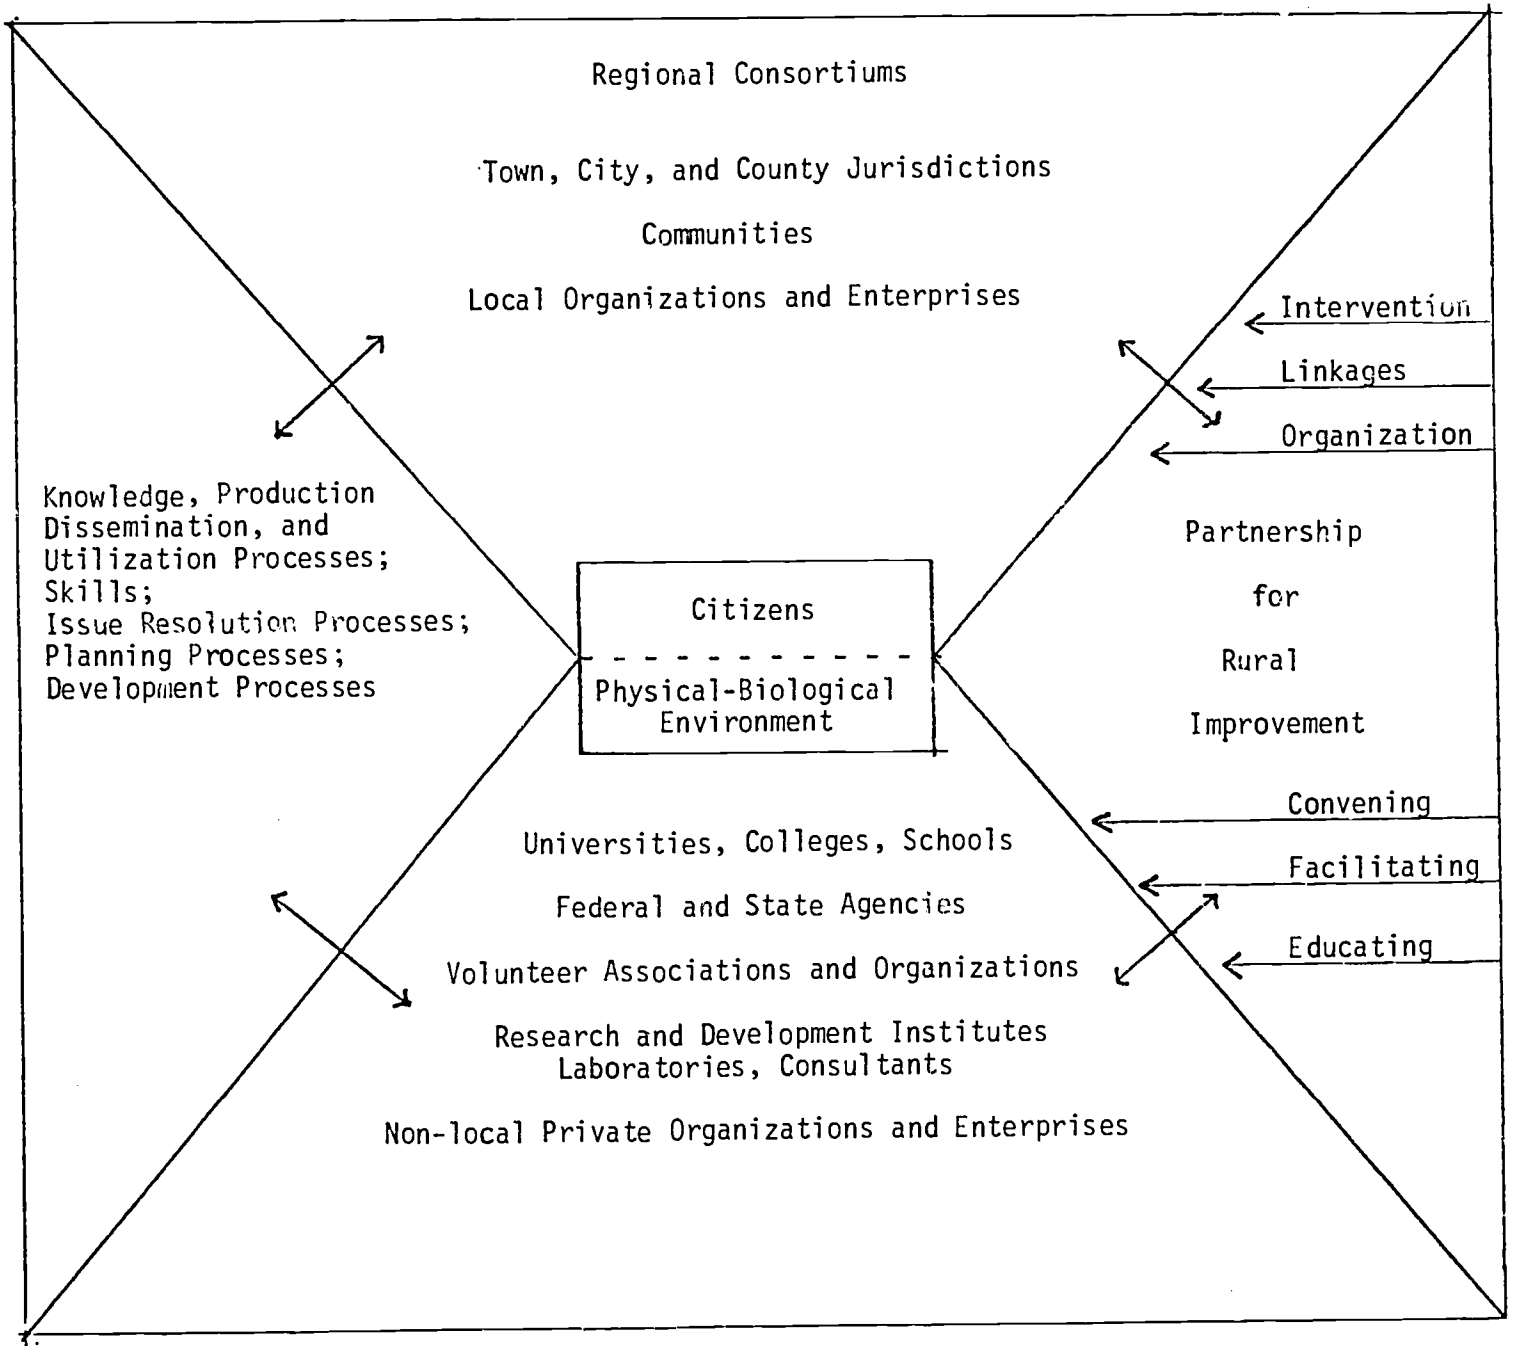 Regional Consortiums
Town, City, and County Jurisdictions
Communities
Local Organizations and Enterprises
Intervention
Linkages
Organization
Knowledge, Production
Dissemination, and
Utilization Processes;
Skills;
Issue Resolution Processes;
Planning Processes;
Development Processes
Partnership
for
Rural
Improvement
Citizens
Physical-Biological
Environment
Convening
Facilitating
Educating
Universities, Colleges, Schools
Federal and State Agencies
Volunteer Associations and Organizations
Research and Development Institutes
Laboratories, Consultants
Non-local Private Organizations and Enterprises